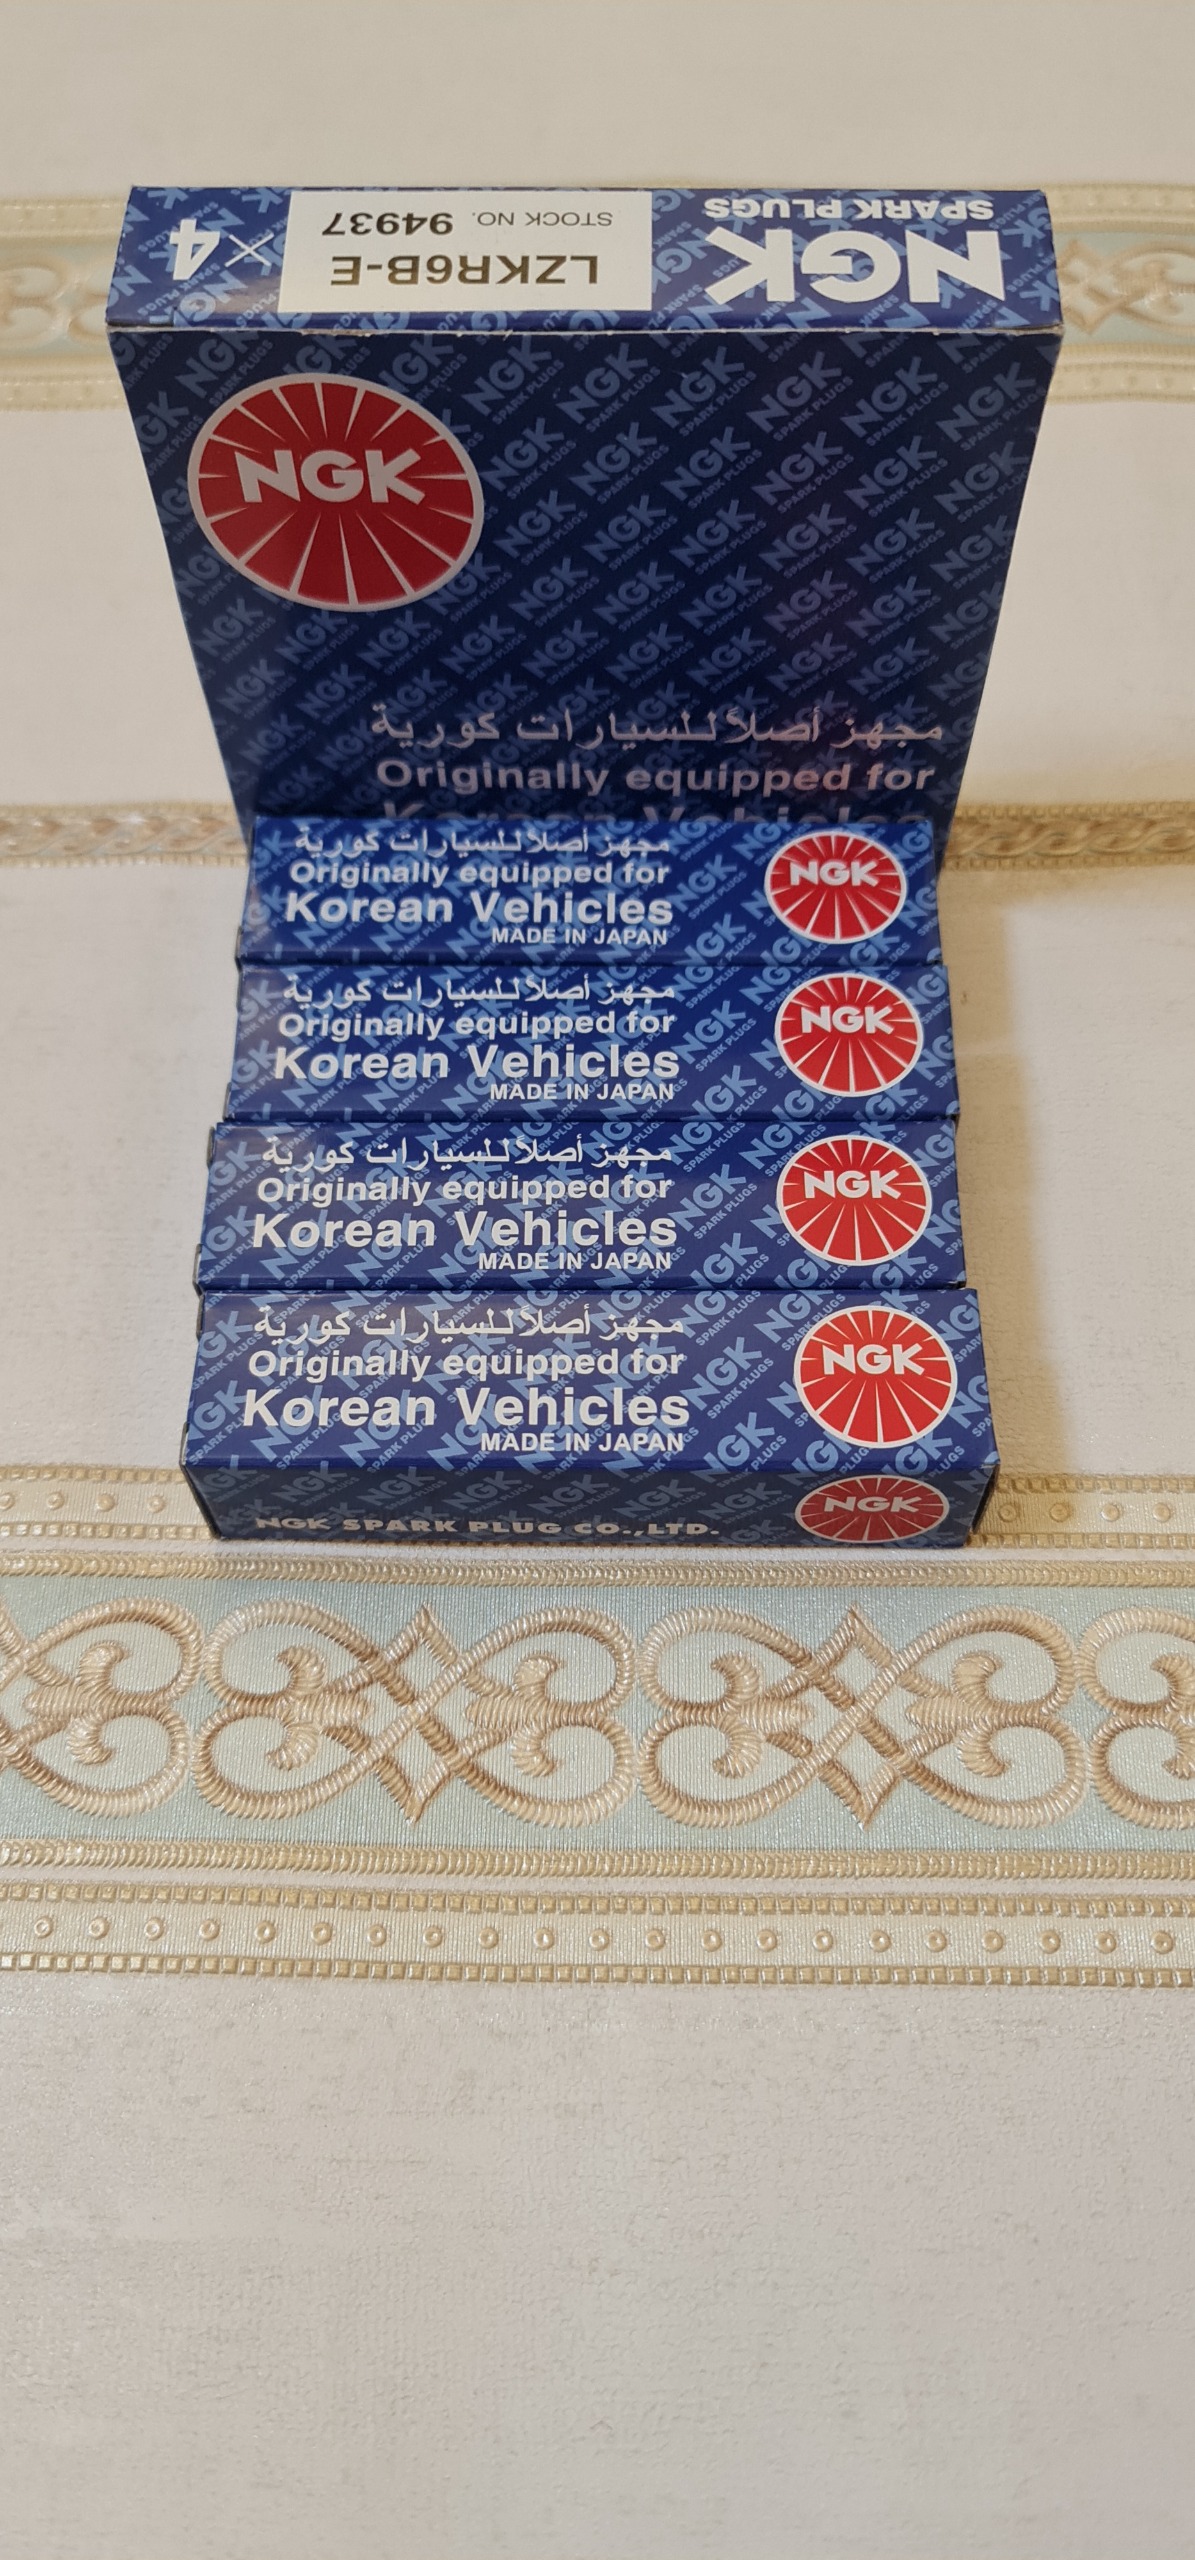 NGK
SPARK PLUGS
LZKR6B-E
STOCK NO. 94937
×4
NGK
مجهز أصلاً للسيارات كورية
Originally equipped for
Korean Vehicles
مجهز أصلاً للسيارات كورية
Originally equipped for
Korean Vehicles
MADE IN JAPAN
NGK
مجهز أصلاً للسيارات كورية
Originally equipped for
Korean Vehicles
MADE IN JAPAN
NGK
مجهز أصلاً للسيارات كورية
Originally equipped for
Korean Vehicles
MADE IN JAPAN
NGK
مجهز أصلاً للسيارات كورية
Originally equipped for
Korean Vehicles
MADE IN JAPAN
NGK
NGK SPARK PLUG CO.,LTD.
NGK